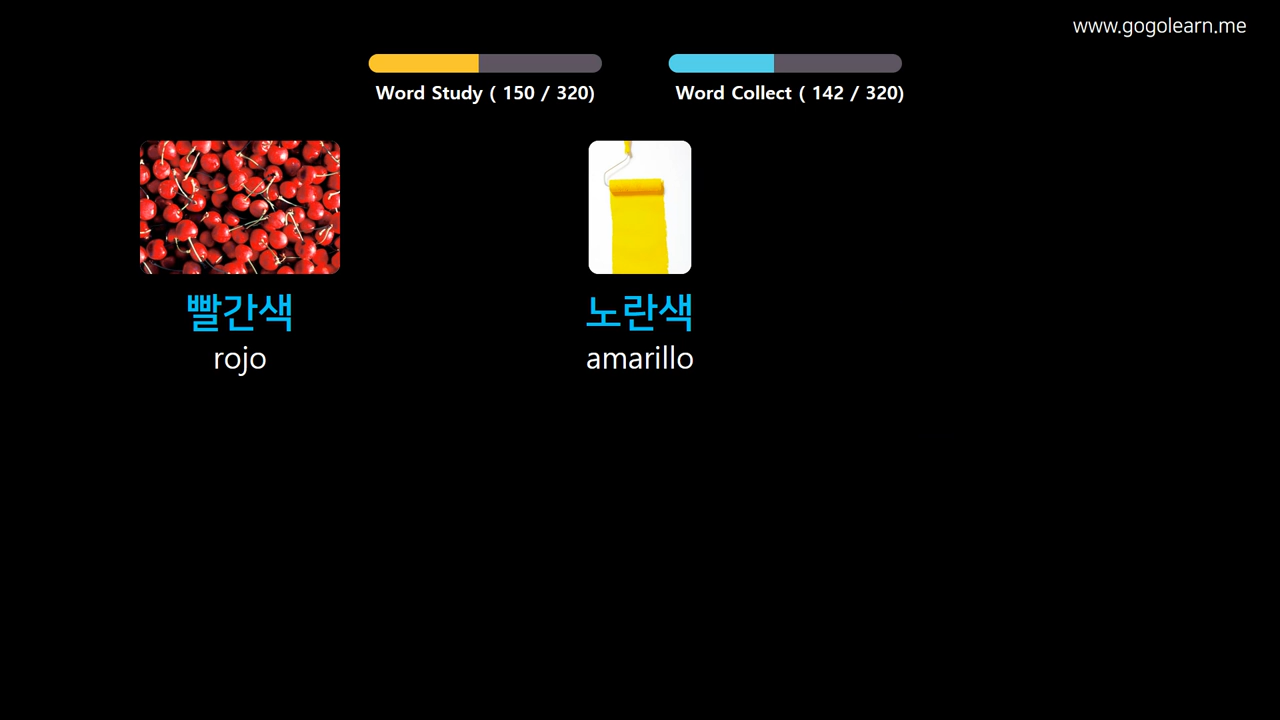 www.gogolearn.me
Word Study ( 150 / 320)
Word Collect ( 142 / 320)
빨간색
rojo
노란색
amarillo